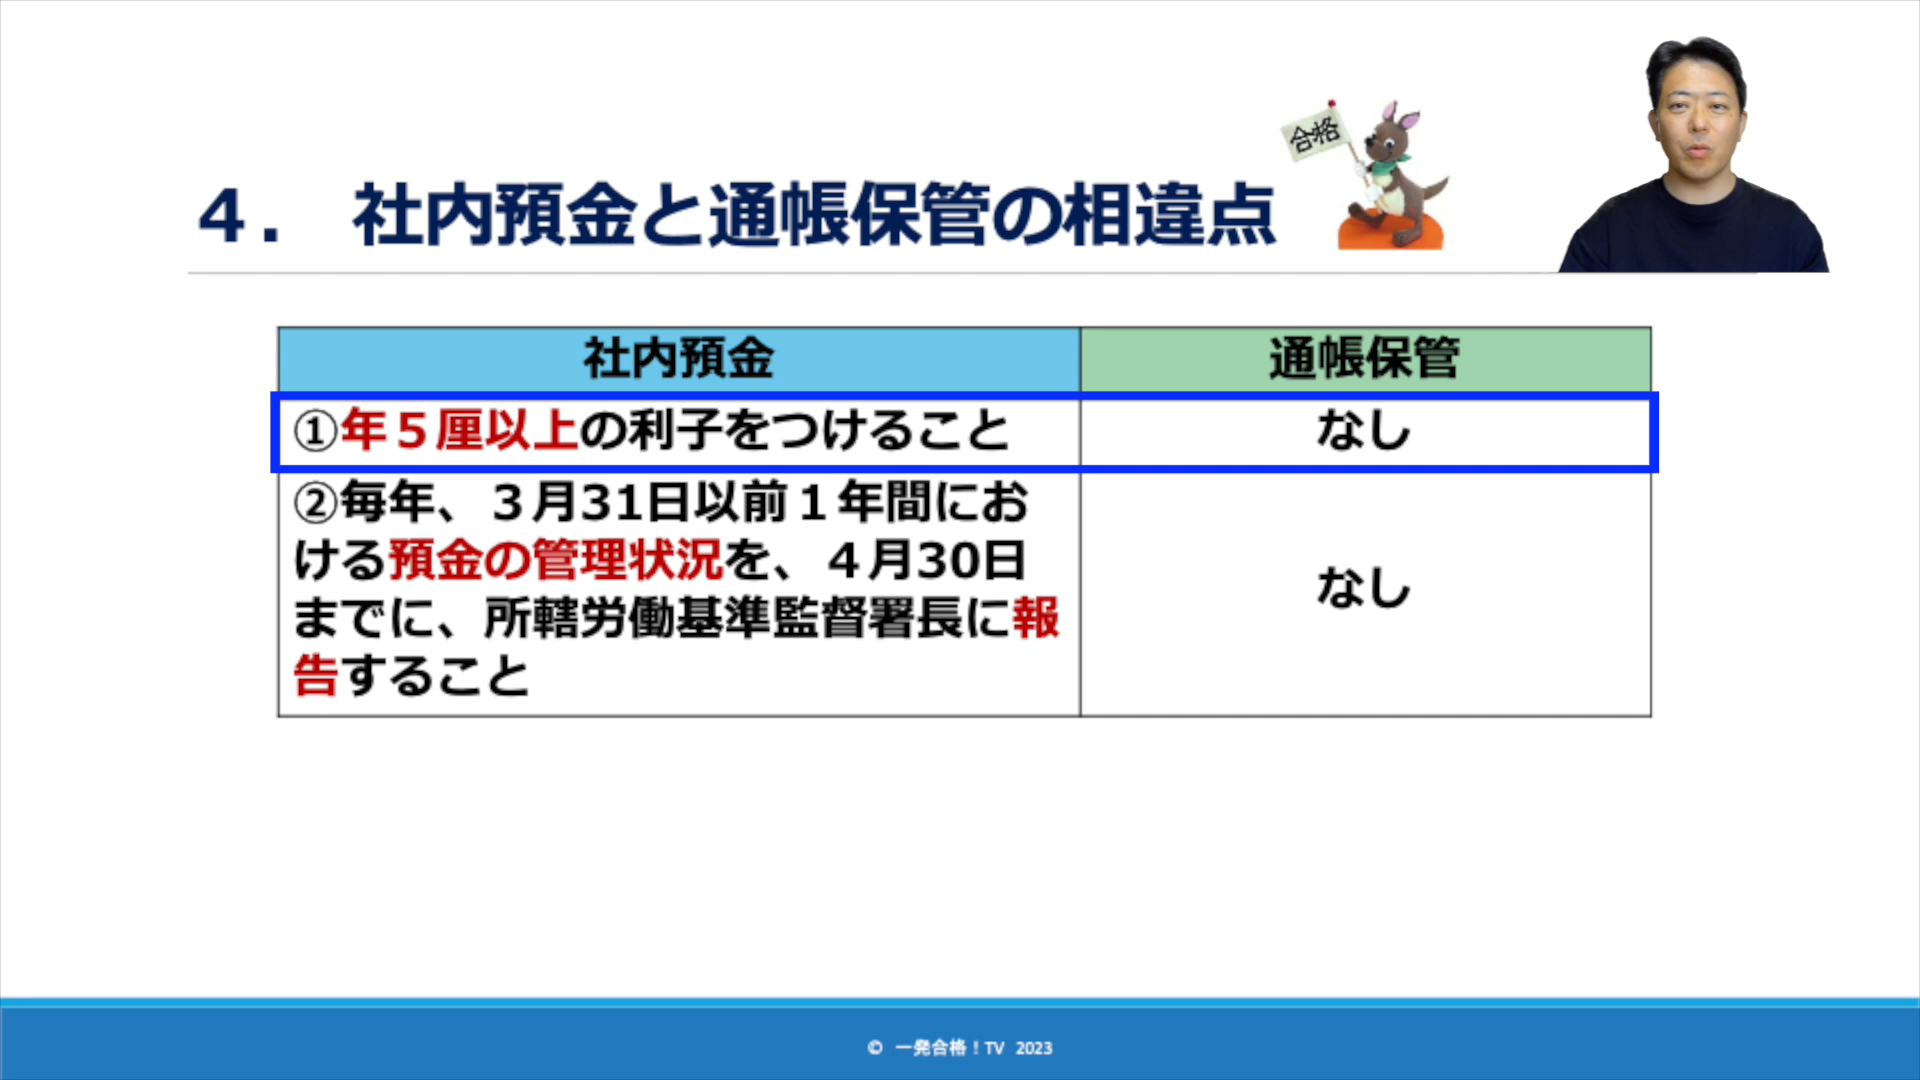 合格
４． 社内預金と通帳保管の相違点
社内預金
通帳保管
①年５厘以上の利子をつけること
なし
②毎年、３月31日以前１年間にお
ける預金の管理状況を、４月30日
までに、所轄労働基準監督署長に報
告すること
なし
© 一発合格！TV 2023